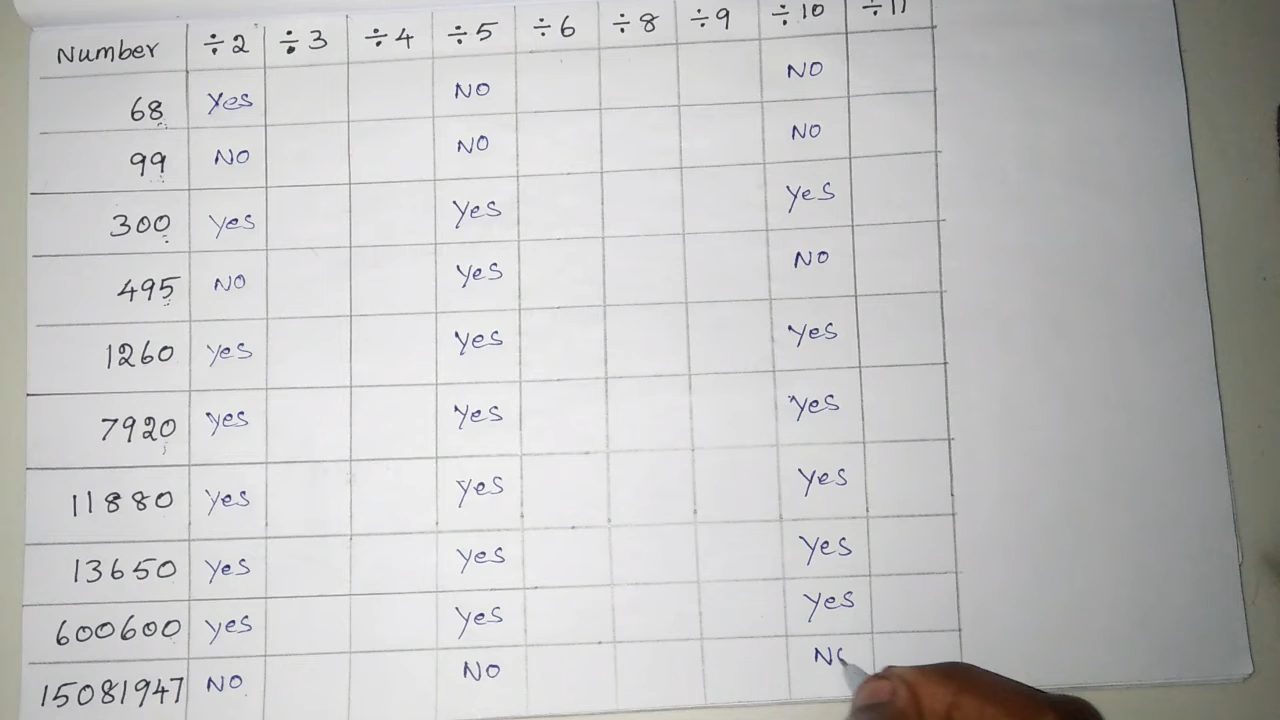 Number ÷2 ÷3 ÷4 ÷5 ÷6 ÷8 ÷9 ÷10 ÷11
68 Yes NO NO
99 NO NO NO
300 Yes Yes Yes
495 NO Yes NO
1260 Yes Yes Yes
7920 Yes Yes Yes
11880 Yes Yes Yes
13650 Yes Yes Yes
600600 Yes Yes Yes
15081947 NO NO NO